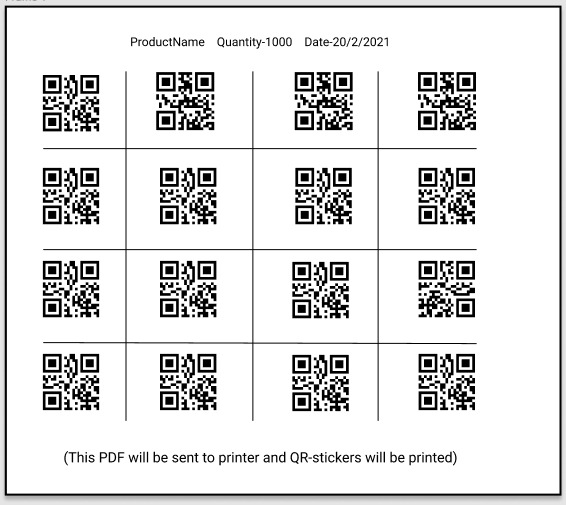 ProductName Quantity-1000 Date-20/2/2021
(This PDF will be sent to printer and QR-stickers will be printed)